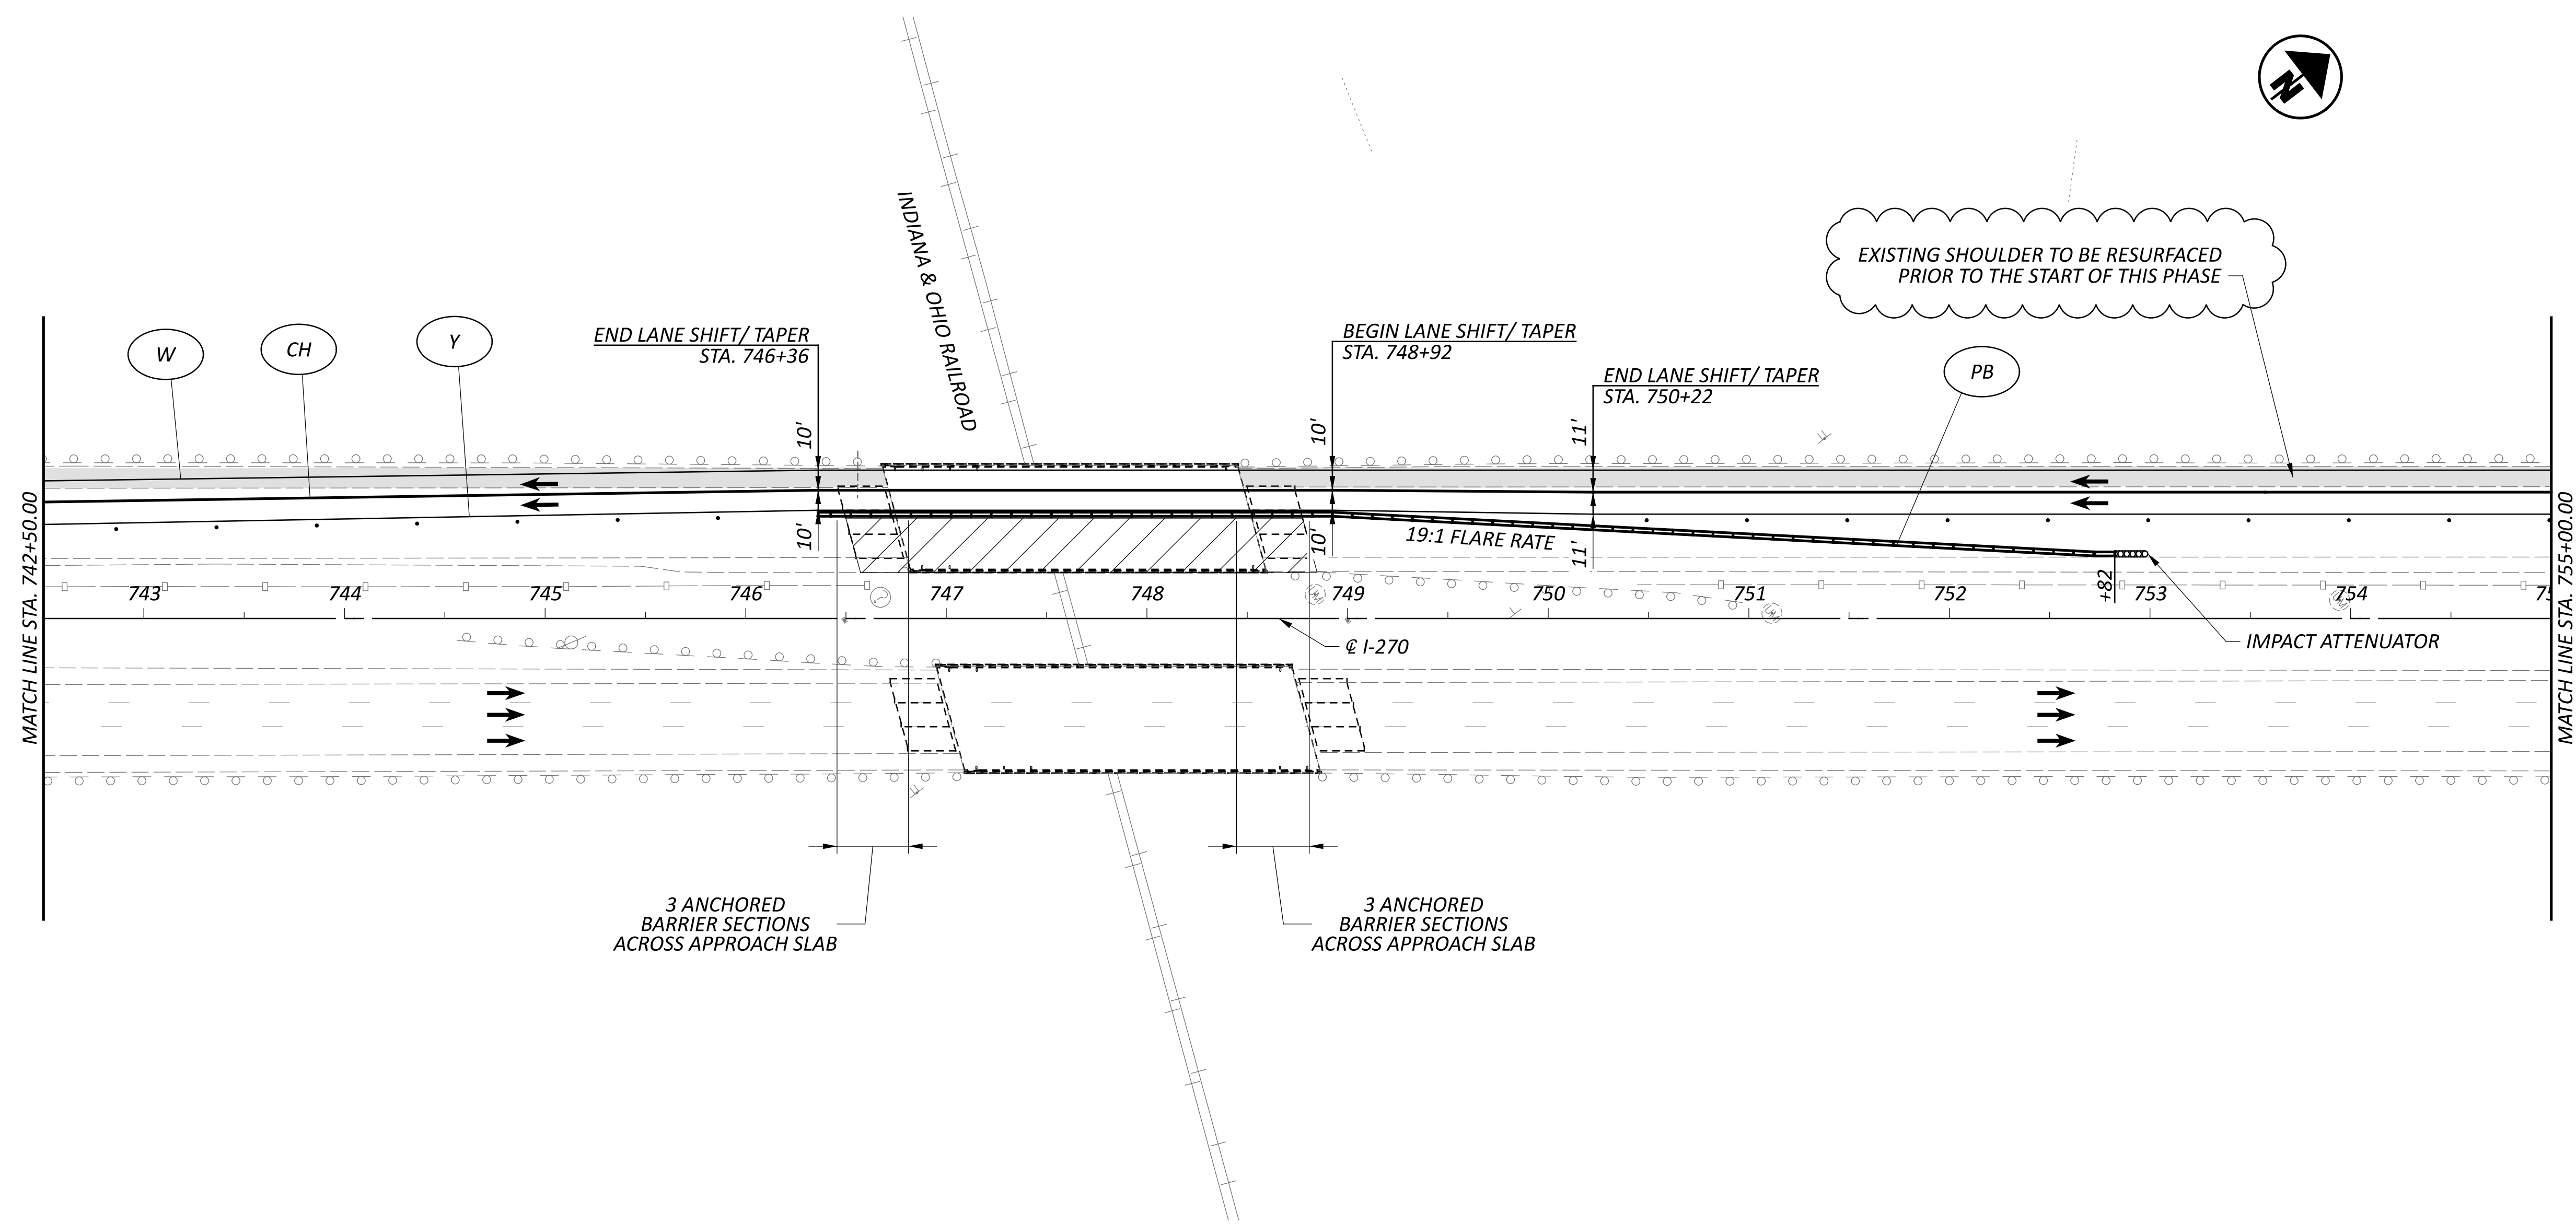 N
INDIANA & OHIO RAILROAD
EXISTING SHOULDER TO BE RESURFACED
PRIOR TO THE START OF THIS PHASE
W
CH
Y
END LANE SHIFT/ TAPER
STA. 746+36
BEGIN LANE SHIFT/ TAPER
STA. 748+92
END LANE SHIFT/ TAPER
STA. 750+22
PB
10'
10'
11'
10'
10'
11'
19:1 FLARE RATE
MATCH LINE STA. 742+50.00
MATCH LINE STA. 755+00.00
743
744
745
746
747
748
749
750
751
752
+82
753
754
℄ I-270
IMPACT ATTENUATOR
3 ANCHORED
BARRIER SECTIONS
ACROSS APPROACH SLAB
3 ANCHORED
BARRIER SECTIONS
ACROSS APPROACH SLAB